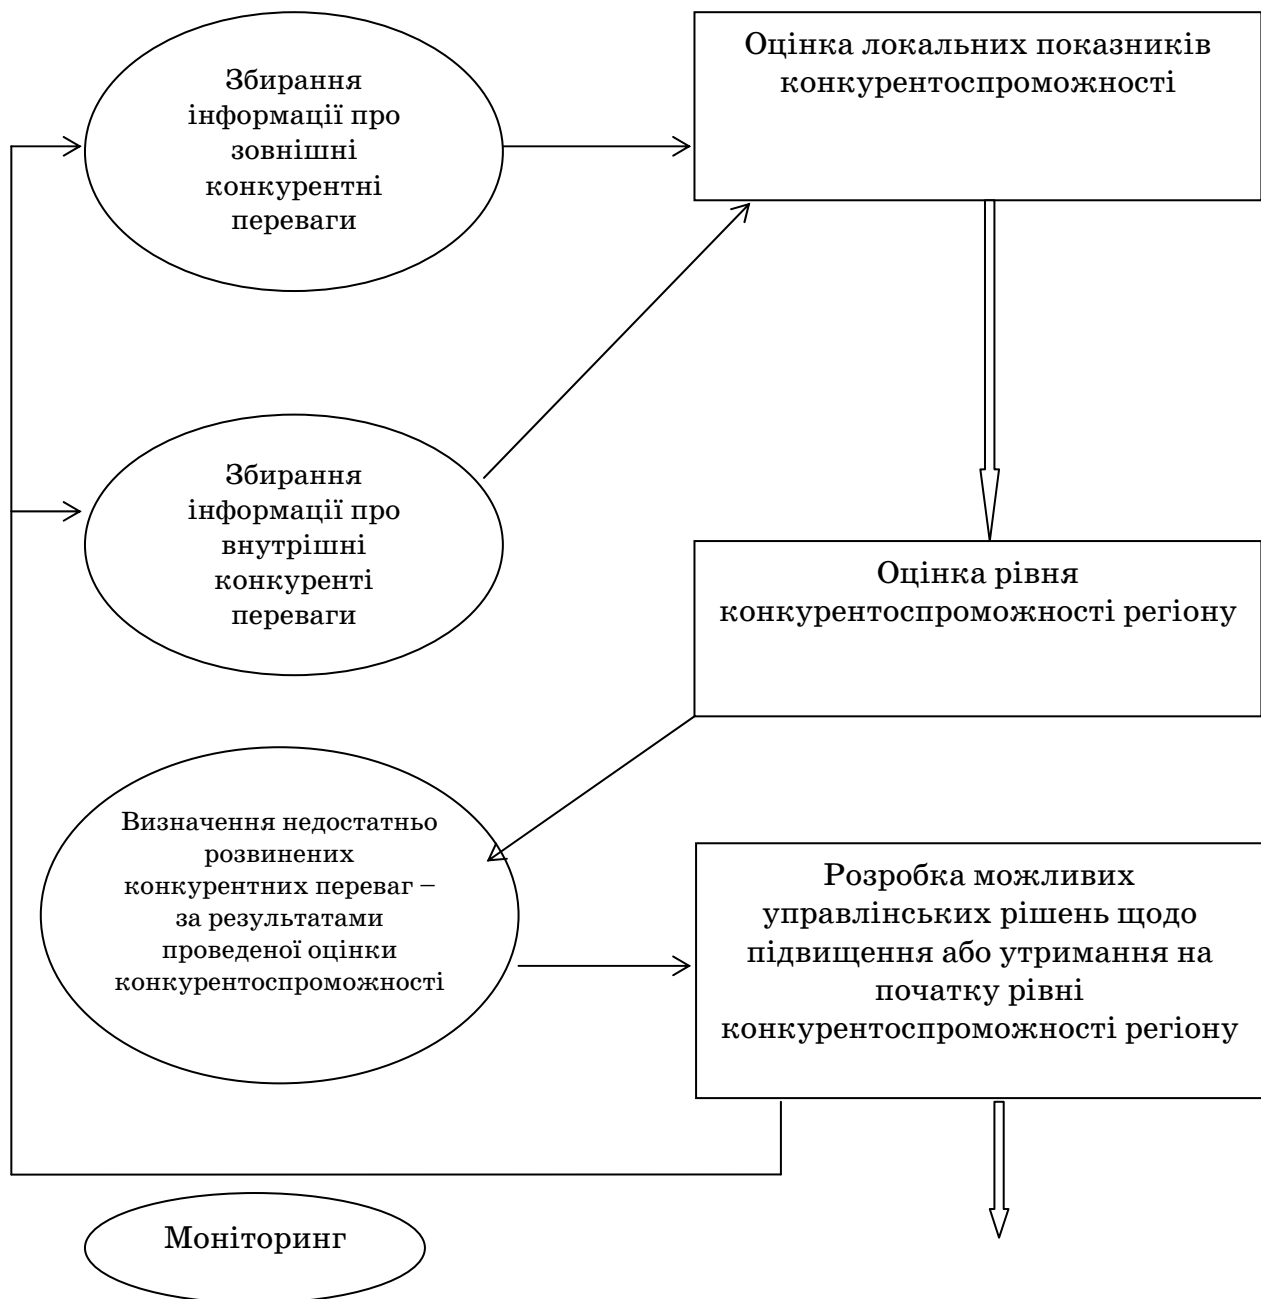 Збирання
інформації про
зовнішні
конкурентні
переваги
Оцінка локальних показників
конкурентоспроможності
Збирання
інформації про
внутрішні
конкуренті
переваги
Оцінка рівня
конкурентоспроможності регіону
Визначення недостатньо
розвинених
конкурентних переваг –
за результатами
проведеної оцінки
конкурентоспроможності
Розробка можливих
управлінських рішень щодо
підвищення або утримання на
початку рівні
конкурентоспроможності регіону
Моніторинг